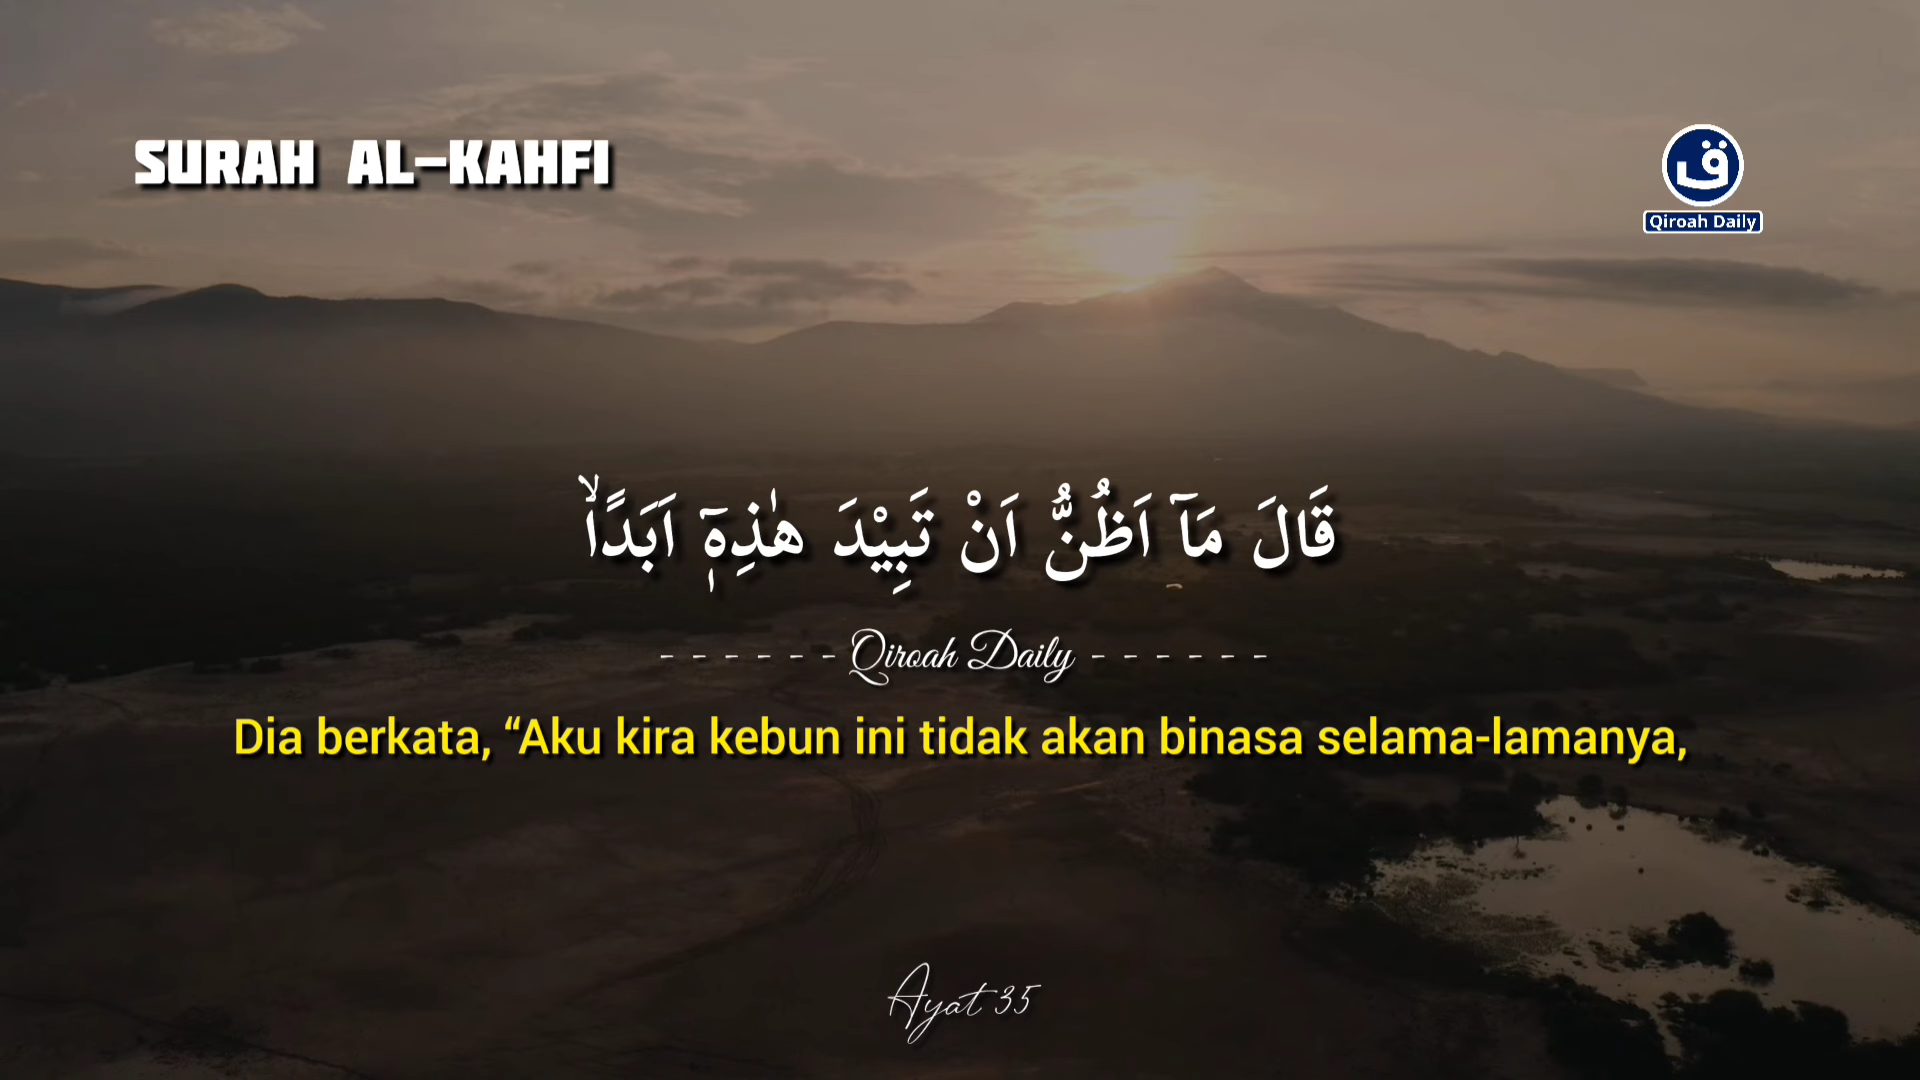 SURAH AL-KAHFI
ق
Qiroah Daily
قَالَ مَآ اَظُنُّ اَنْ تَبِيْدَ هٰذِهٖٓ اَبَدًاۙ
- - - - - - Qiroah Daily - - - - - -
Dia berkata, “Aku kira kebun ini tidak akan binasa selama-lamanya,
Ayat 35